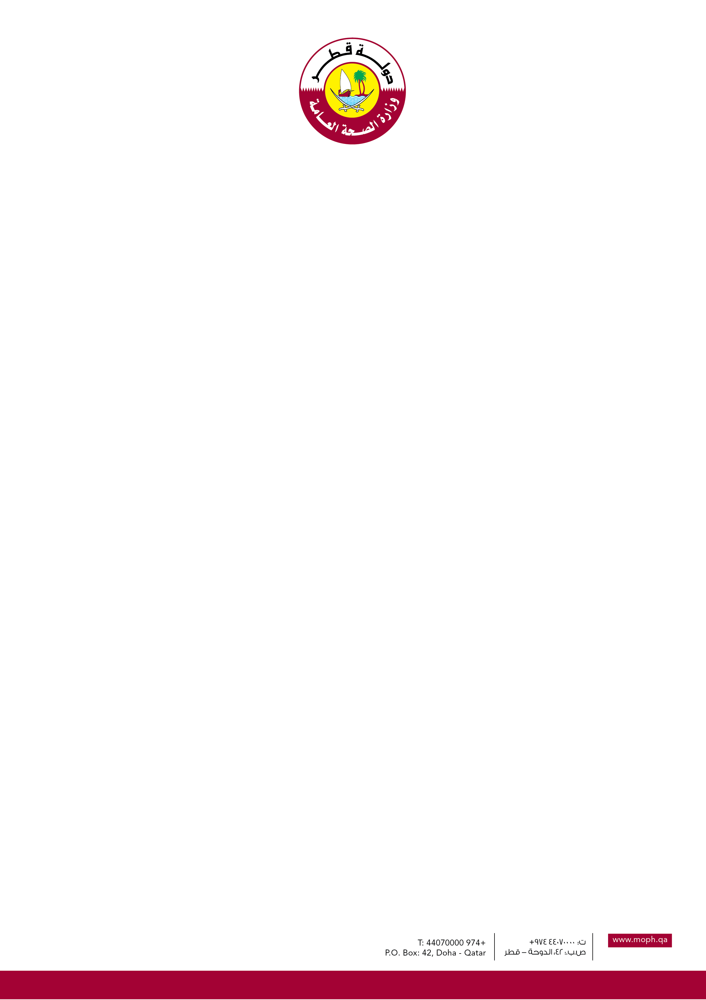 دولة قطر
وزارة الصحة العامة
T: 44070000 974+
P.O. Box: 42, Doha - Qatar
ت: ٤٤٠٧٠٠٠٠ ٩٧٤+
ص.ب.: ٤٢، الدوحة – قطر
www.moph.qa